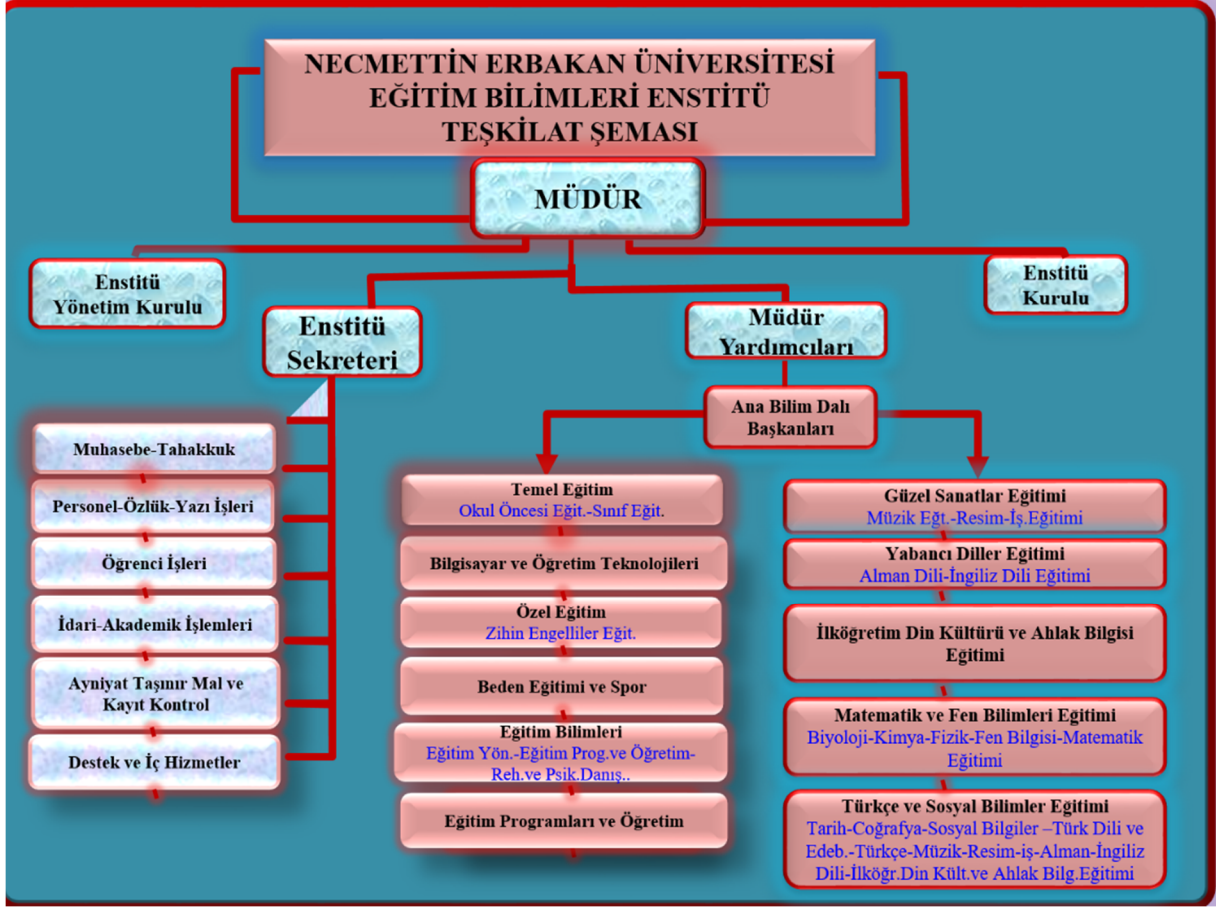 NECMETTİN ERBAKAN ÜNİVERSİTESİ
EĞİTİM BİLİMLERİ ENSTİTÜ
TEŞKİLAT ŞEMASI
MÜDÜR
Enstitü
Yönetim Kurulu
Enstitü
Kurulu
Enstitü
Sekreteri
Müdür
Yardımcıları
Ana Bilim Dalı
Başkanları
Muhasebe-Tahakkuk
Personel-Özlük-Yazı İşleri
Öğrenci İşleri
İdari-Akademik İşlemleri
Ayniyat Taşınır Mal ve
Kayıt Kontrol
Destek ve İç Hizmetler
Temel Eğitim
Okul Öncesi Eğit.-Sınıf Eğit.
Bilgisayar ve Öğretim Teknolojileri
Özel Eğitim
Zihin Engelliler Eğit.
Beden Eğitimi ve Spor
Eğitim Bilimleri
Eğitim Yön.-Eğitim Prog.ve Öğretim-
Reh.ve Psik.Danış..
Eğitim Programları ve Öğretim
Güzel Sanatlar Eğitimi
Müzik Eğt.-Resim-İş.Eğitimi
Yabancı Diller Eğitimi
Alman Dili-İngiliz Dili Eğitimi
İlköğretim Din Kültürü ve Ahlak Bilgisi
Eğitimi
Matematik ve Fen Bilimleri Eğitimi
Biyoloji-Kimya-Fizik-Fen Bilgisi-Matematik
Eğitimi
Türkçe ve Sosyal Bilimler Eğitimi
Tarih-Coğrafya-Sosyal Bilgiler –Türk Dili ve
Edeb.-Türkçe-Müzik-Resim-iş-Alman-İngiliz
Dili-İlköğr.Din Kült.ve Ahlak Bilg.Eğitimi